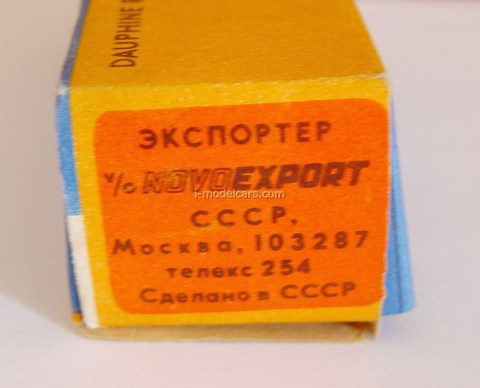 DAUPHINE
ЭКСПОРТЕР
V/O NOVOEXPORT
i-modelcars.com
СССР,
Москва, 103287
телекс 254
Сделано в СССР